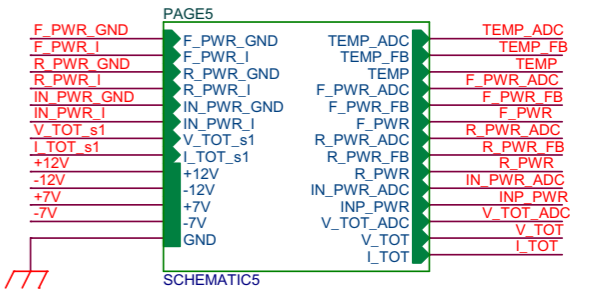 PAGE5
F_PWR_GND F_PWR_GND TEMP_ADC TEMP_ADC
F_PWR_I F_PWR_I TEMP_FB TEMP_FB
R_PWR_GND R_PWR_GND TEMP TEMP
R_PWR_I R_PWR_I F_PWR_ADC F_PWR_ADC
IN_PWR_GND IN_PWR_GND F_PWR_FB F_PWR_FB
IN_PWR_I IN_PWR_I F_PWR F_PWR
V_TOT_s1 V_TOT_s1 R_PWR_ADC R_PWR_ADC
I_TOT_s1 I_TOT_s1 R_PWR_FB R_PWR_FB
+12V +12V R_PWR R_PWR
-12V -12V IN_PWR_ADC IN_PWR_ADC
+7V +7V INP_PWR INP_PWR
-7V -7V V_TOT_ADC V_TOT_ADC
GND V_TOT V_TOT
I_TOT I_TOT
SCHEMATIC5